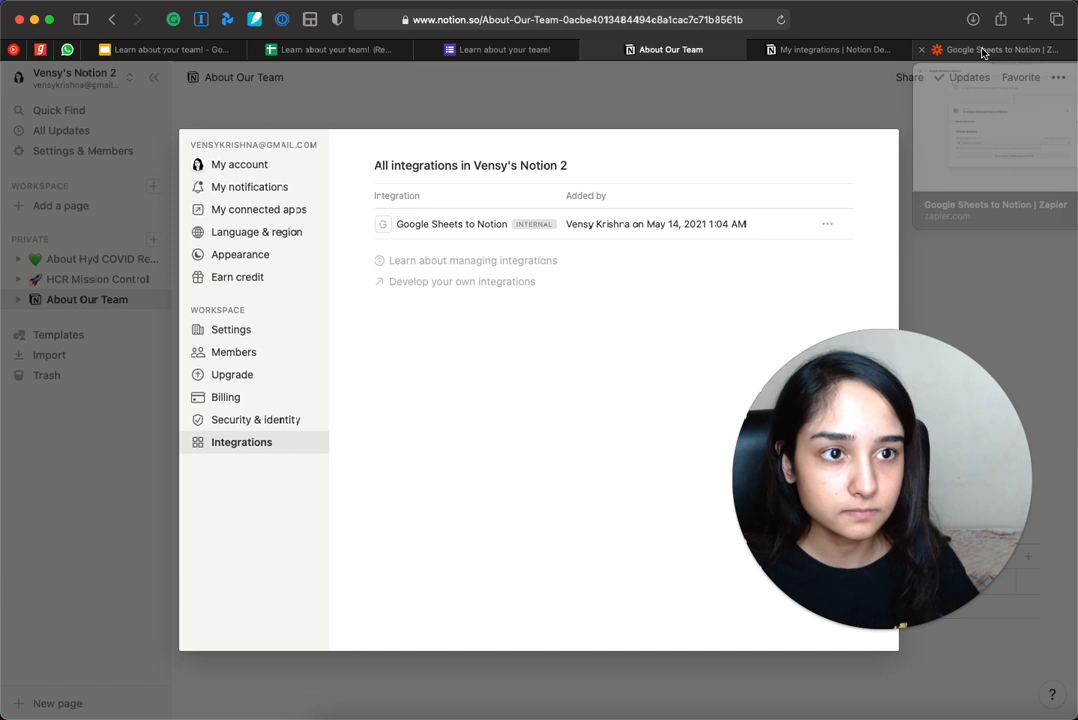 www.notion.so/About-Our-Team-0acbe4013484494c8a1cac7c71b8561b
Learn about your team! - Go...
Learn about your team! (Re...
Learn about your team!
About Our Team
My integrations | Notion De...
Google Sheets to Notion | Z...
Vensy's Notion 2
vensykrishna@gmail...
About Our Team
Share
Updates
Favorite
Quick Find
All Updates
Settings & Members
WORKSPACE
Add a page
PRIVATE
About Hyd COVID Re...
HCR Mission Control
About Our Team
Templates
Import
Trash
New page
VENSYKRISHNA@GMAIL.COM
My account
My notifications
My connected apps
Language & region
Appearance
Earn credit
WORKSPACE
Settings
Members
Upgrade
Billing
Security & identity
Integrations
All integrations in Vensy's Notion 2
Integration Added by
G Google Sheets to Notion INTERNAL Vensy Krishna on May 14, 2021 1:04 AM
Learn about managing integrations
Develop your own integrations
Google Sheets to Notion | Zapier
zapier.com
?